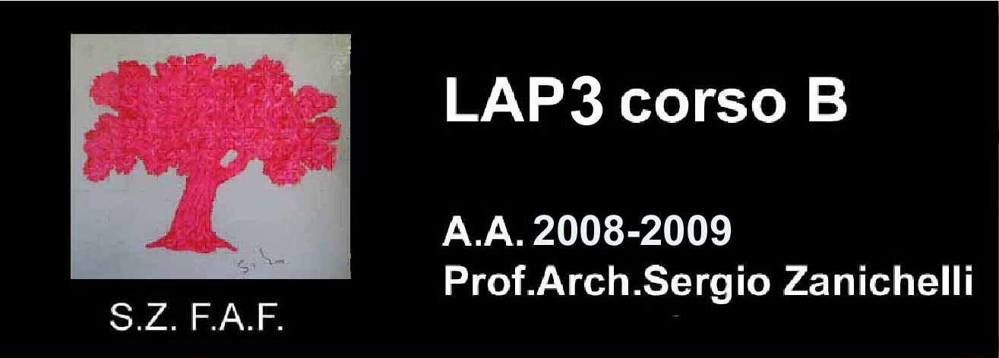 LAP3 corso B
A.A. 2008-2009
Prof.Arch.Sergio Zanichelli
S.Z. F.A.F.